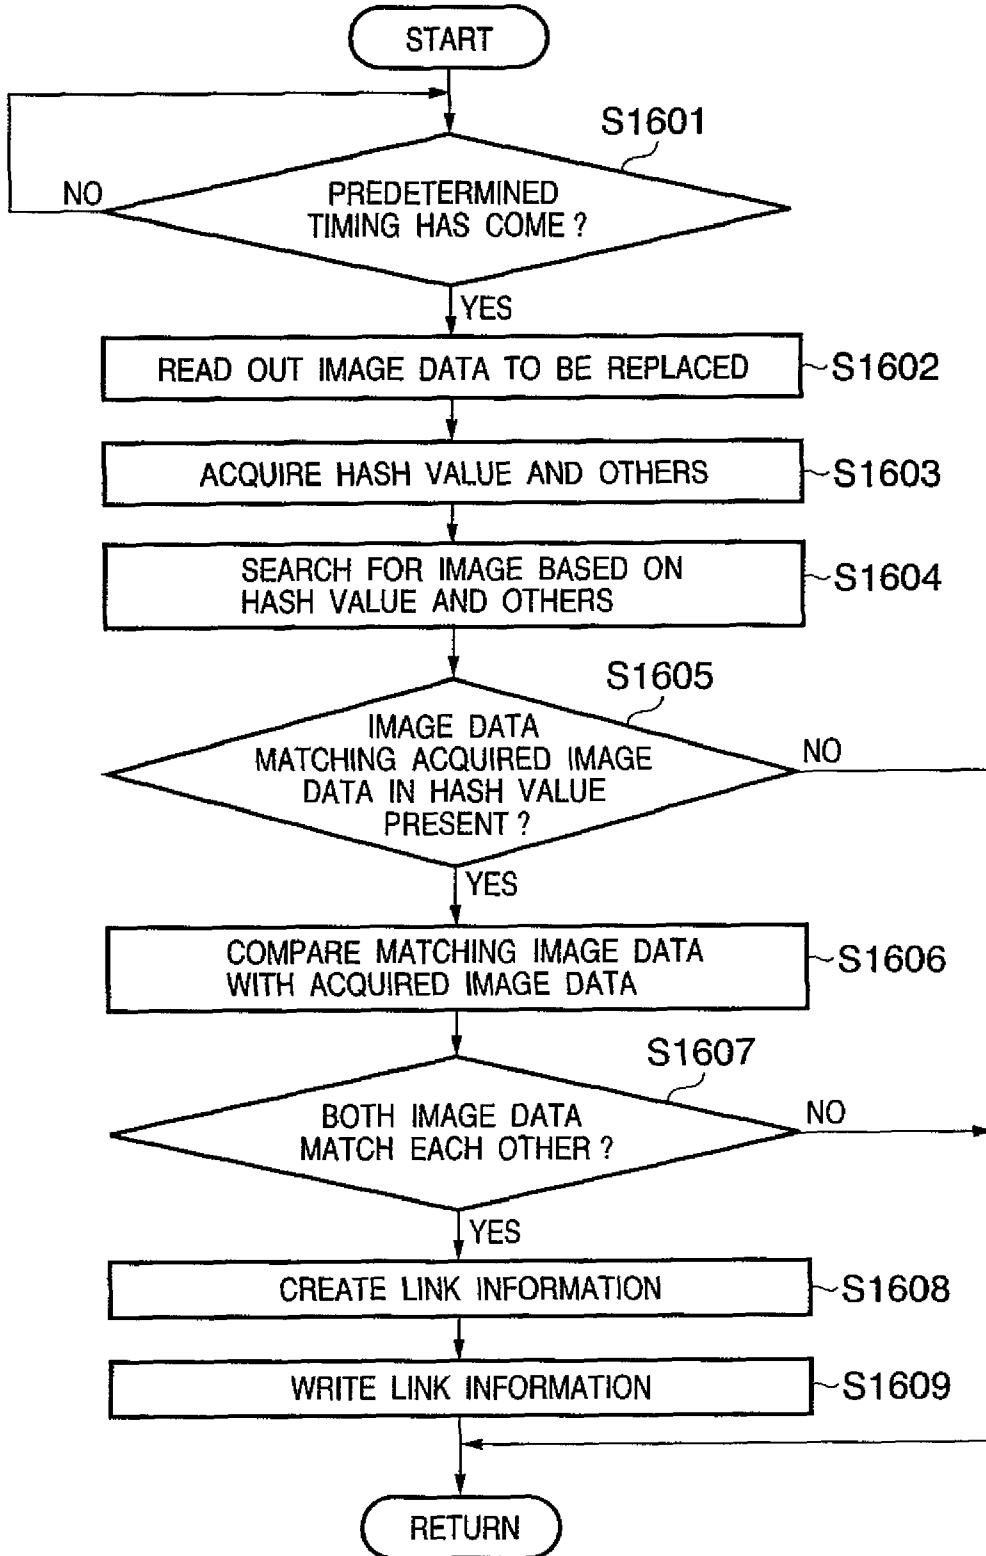 START
S1601
NO
PREDETERMINED
TIMING HAS COME ?
YES
READ OUT IMAGE DATA TO BE REPLACED
S1602
ACQUIRE HASH VALUE AND OTHERS
S1603
SEARCH FOR IMAGE BASED ON
HASH VALUE AND OTHERS
S1604
S1605
IMAGE DATA
MATCHING ACQUIRED IMAGE
DATA IN HASH VALUE
PRESENT ?
NO
YES
COMPARE MATCHING IMAGE DATA
WITH ACQUIRED IMAGE DATA
S1606
S1607
BOTH IMAGE DATA
MATCH EACH OTHER ?
NO
YES
CREATE LINK INFORMATION
S1608
WRITE LINK INFORMATION
S1609
RETURN